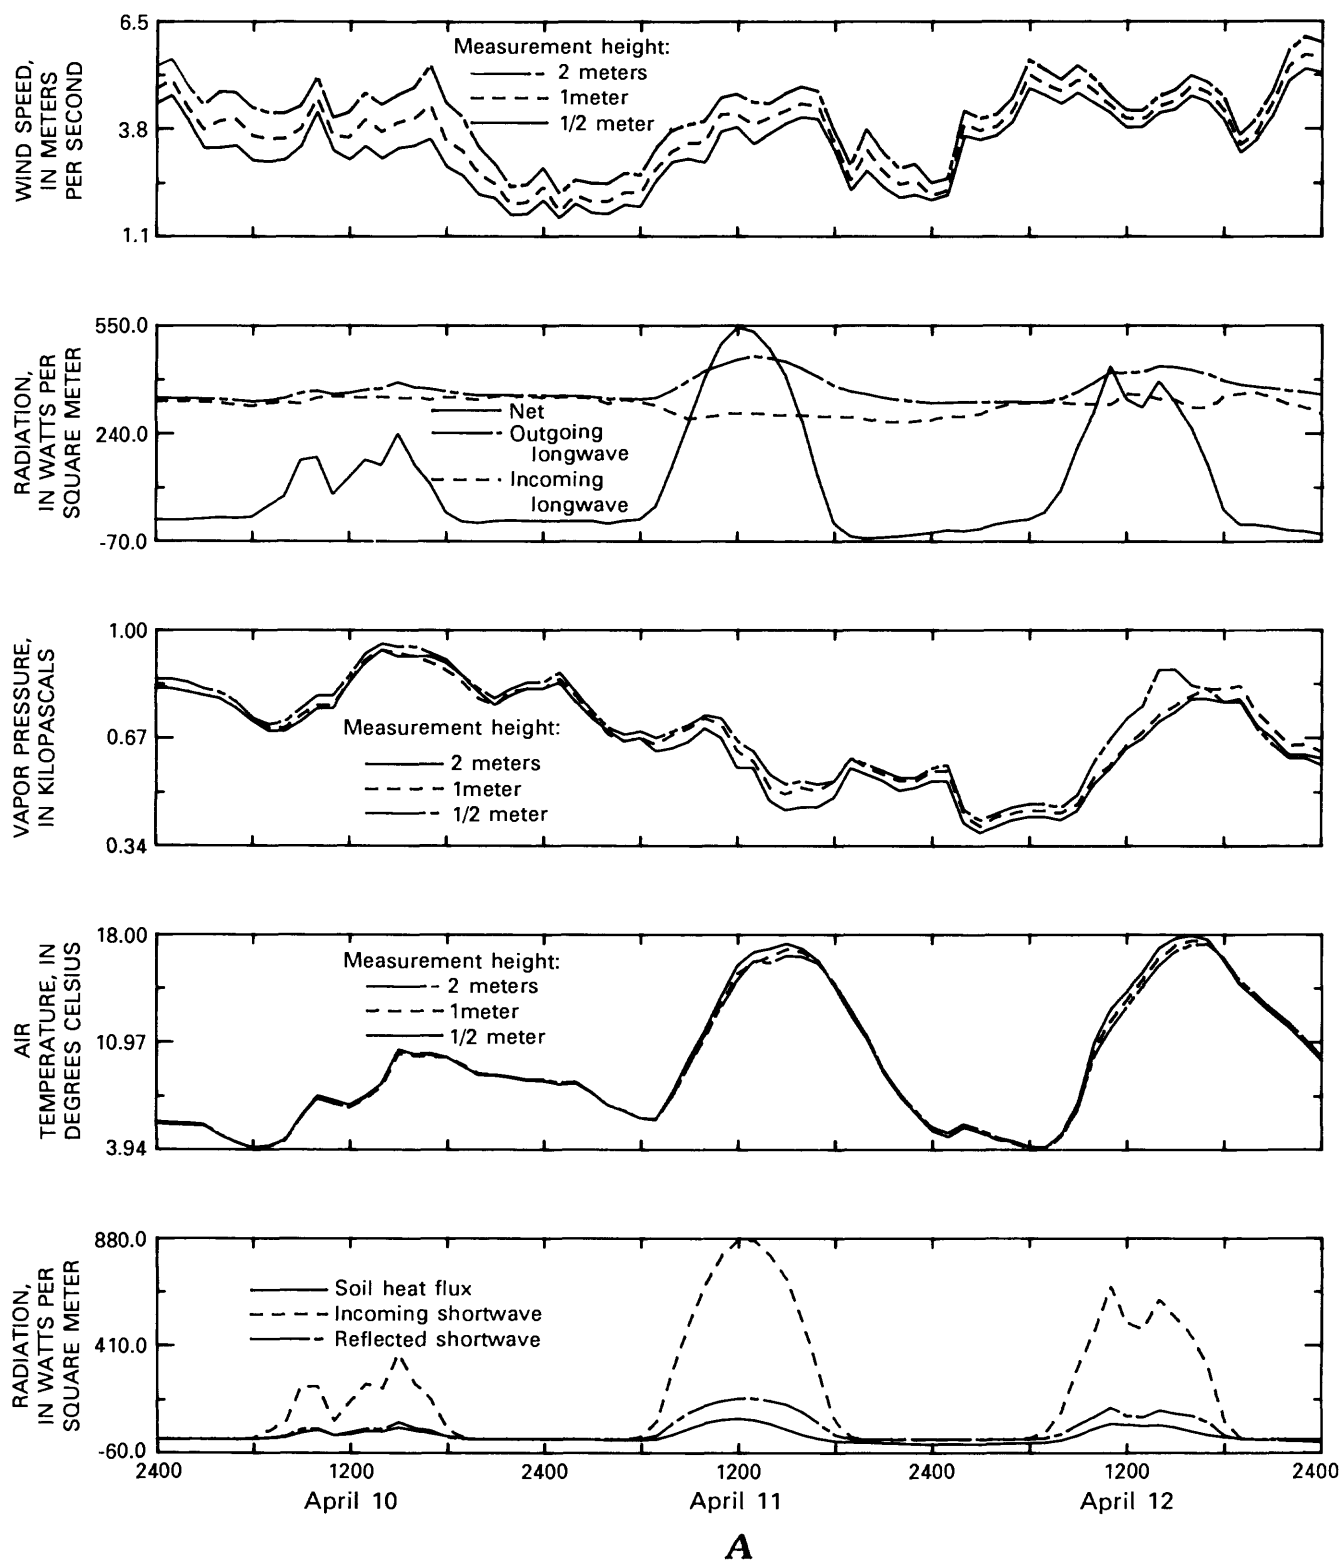 6.5
3.8
1.1
WIND SPEED,
IN METERS
PER SECOND
Measurement height:
2 meters
1meter
1/2 meter
550.0
240.0
-70.0
RADIATION,
IN WATTS PER
SQUARE METER
Net
Outgoing
longwave
Incoming
longwave
1.00
0.67
0.34
VAPOR PRESSURE,
IN KILOPASCALS
Measurement height:
2 meters
1meter
1/2 meter
18.00
10.97
3.94
AIR
TEMPERATURE, IN
DEGREES CELSIUS
Measurement height:
2 meters
1meter
1/2 meter
880.0
410.0
-60.0
RADIATION,
IN WATTS PER
SQUARE METER
Soil heat flux
Incoming shortwave
Reflected shortwave
2400 1200 2400 1200 2400 1200 2400
April 10 April 11 April 12
A